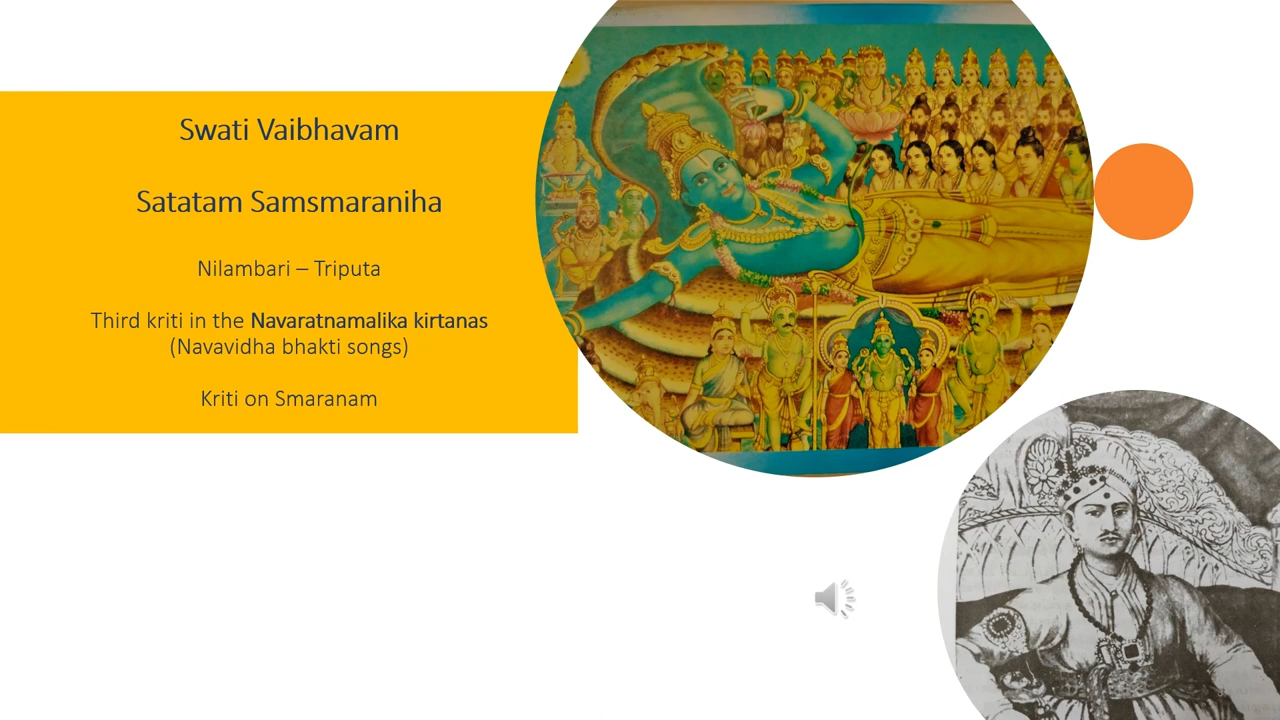 Swati Vaibhavam
Satatam Samsmaraniha
Nilambari – Triputa
Third kriti in the Navaratnamalika kirtanas
(Navavidha bhakti songs)
Kriti on Smaranam